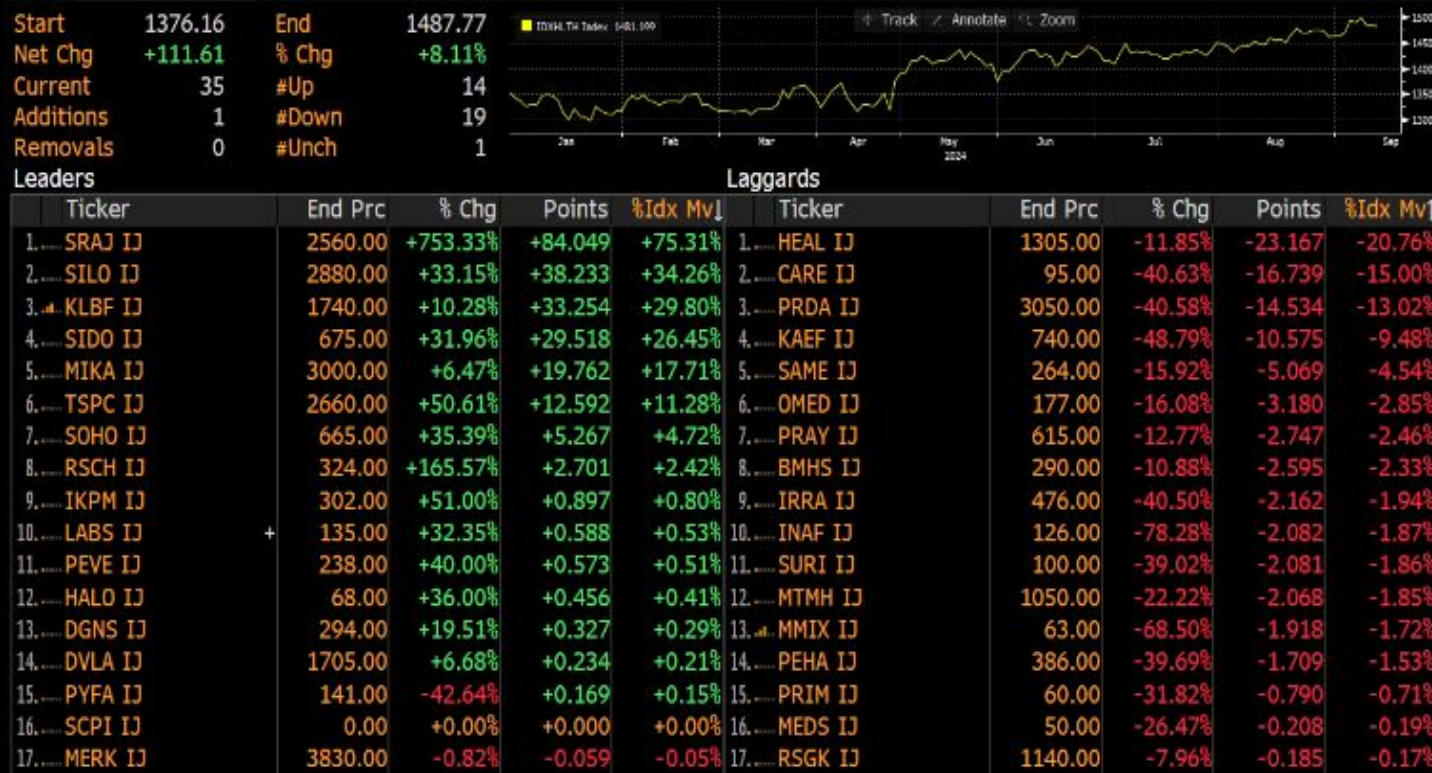 Start 1376.16 End 1487.77
Net Chg +111.61 % Chg +8.11%
Current 35 #Up 14
Additions 1 #Down 19
Removals 0 #Unch 1
IDXHLTH Index 1481.199
Track Annotate Zoom
1500
1450
1400
1350
1300
Jan Feb Mar Apr May Jun Jul Aug Sep
2024
Leaders Laggards
Ticker End Prc % Chg Points %Idx Mv↓ Ticker End Prc % Chg Points %Idx Mv↑
1. SRAJ IJ 2560.00 +753.33% +84.049 +75.31% 1. HEAL IJ 1305.00 -11.85% -23.167 -20.76%
2. SILO IJ 2880.00 +33.15% +38.233 +34.26% 2. CARE IJ 95.00 -40.63% -16.739 -15.00%
3. KLBF IJ 1740.00 +10.28% +33.254 +29.80% 3. PRDA IJ 3050.00 -40.58% -14.534 -13.02%
4. SIDO IJ 675.00 +31.96% +29.518 +26.45% 4. KAEF IJ 740.00 -48.79% -10.575 -9.48%
5. MIKA IJ 3000.00 +6.47% +19.762 +17.71% 5. SAME IJ 264.00 -15.92% -5.069 -4.54%
6. TSPC IJ 2660.00 +50.61% +12.592 +11.28% 6. OMED IJ 177.00 -16.08% -3.180 -2.85%
7. SOHO IJ 665.00 +35.39% +5.267 +4.72% 7. PRAY IJ 615.00 -12.77% -2.747 -2.46%
8. RSCH IJ 324.00 +165.57% +2.701 +2.42% 8. BMHS IJ 290.00 -10.88% -2.595 -2.33%
9. IKPM IJ 302.00 +51.00% +0.897 +0.80% 9. IRRA IJ 476.00 -40.50% -2.162 -1.94%
10. LABS IJ + 135.00 +32.35% +0.588 +0.53% 10. INAF IJ 126.00 -78.28% -2.082 -1.87%
11. PEVE IJ 238.00 +40.00% +0.573 +0.51% 11. SURI IJ 100.00 -39.02% -2.081 -1.86%
12. HALO IJ 68.00 +36.00% +0.456 +0.41% 12. MTMH IJ 1050.00 -22.22% -2.068 -1.85%
13. DGNS IJ 294.00 +19.51% +0.327 +0.29% 13. MMIX IJ 63.00 -68.50% -1.918 -1.72%
14. DVLA IJ 1705.00 +6.68% +0.234 +0.21% 14. PEHA IJ 386.00 -39.69% -1.709 -1.53%
15. PYFA IJ 141.00 -42.64% +0.169 +0.15% 15. PRIM IJ 60.00 -31.82% -0.790 -0.71%
16. SCPI IJ 0.00 +0.00% +0.000 +0.00% 16. MEDS IJ 50.00 -26.47% -0.208 -0.19%
17. MERK IJ 3830.00 -0.82% -0.059 -0.05% 17. RSGK IJ 1140.00 -7.96% -0.185 -0.17%